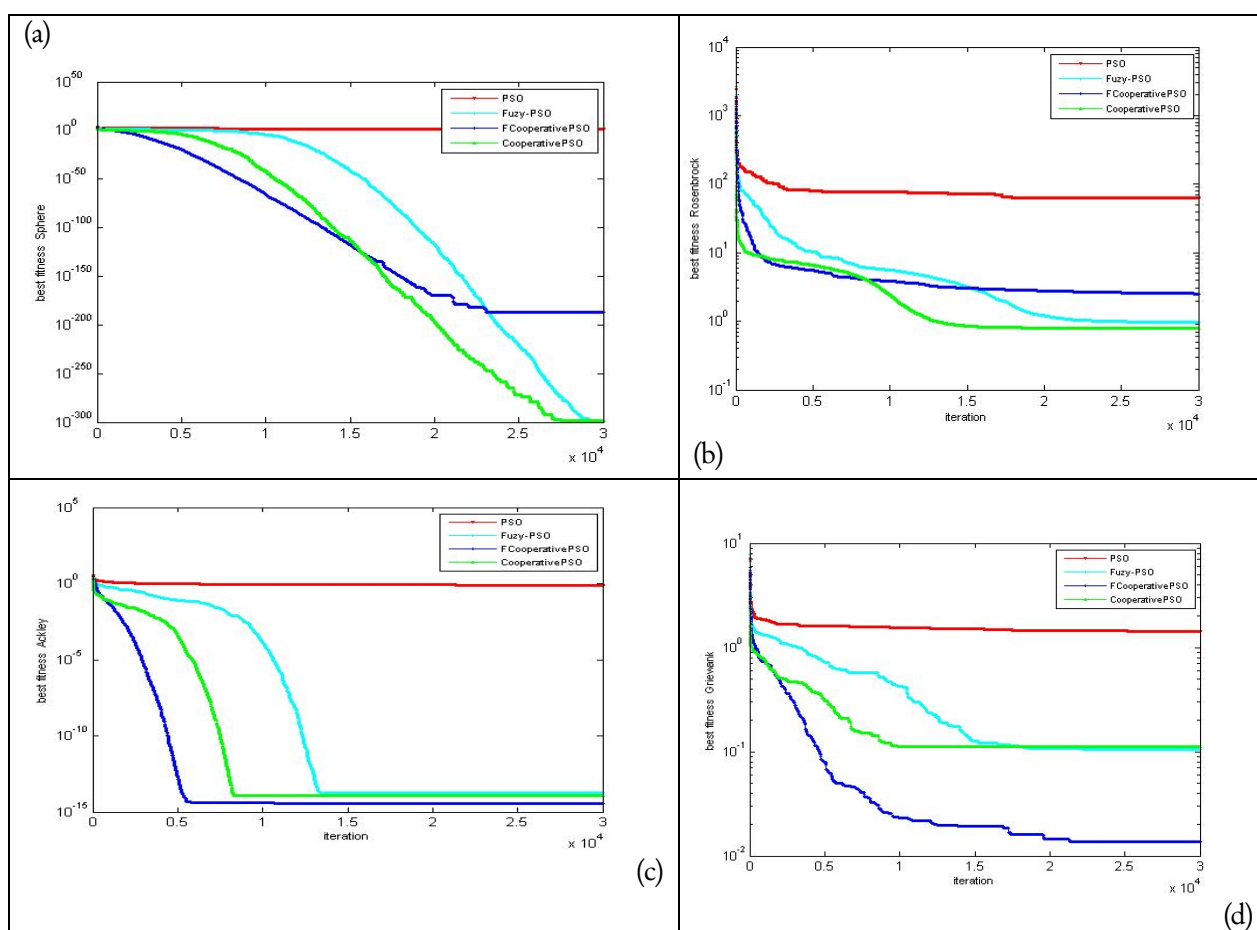 (a)
10^50
10^0
10^-50
10^-100
10^-150
10^-200
10^-250
10^-300
best fitness Sphere
PSO
Fuzy-PSO
FCooperativePSO
CooperativePSO
0 0.5 1 1.5 2 2.5 3
x 10^4
10^4
10^3
10^2
10^1
10^0
10^-1
best fitness Rosenbrock
PSO
Fuzy-PSO
FCooperativePSO
CooperativePSO
0 0.5 1 1.5 2 2.5 3
iteration
x 10^4
(b)
10^5
10^0
10^-5
10^-10
10^-15
best fitness Ackley
PSO
Fuzy-PSO
FCooperativePSO
CooperativePSO
0 0.5 1 1.5 2 2.5 3
iteration
x 10^4
(c)
10^1
10^0
10^-1
10^-2
best fitness Griewank
PSO
Fuzy-PSO
FCooperativePSO
CooperativePSO
0 0.5 1 1.5 2 2.5 3
iteration
x 10^4
(d)